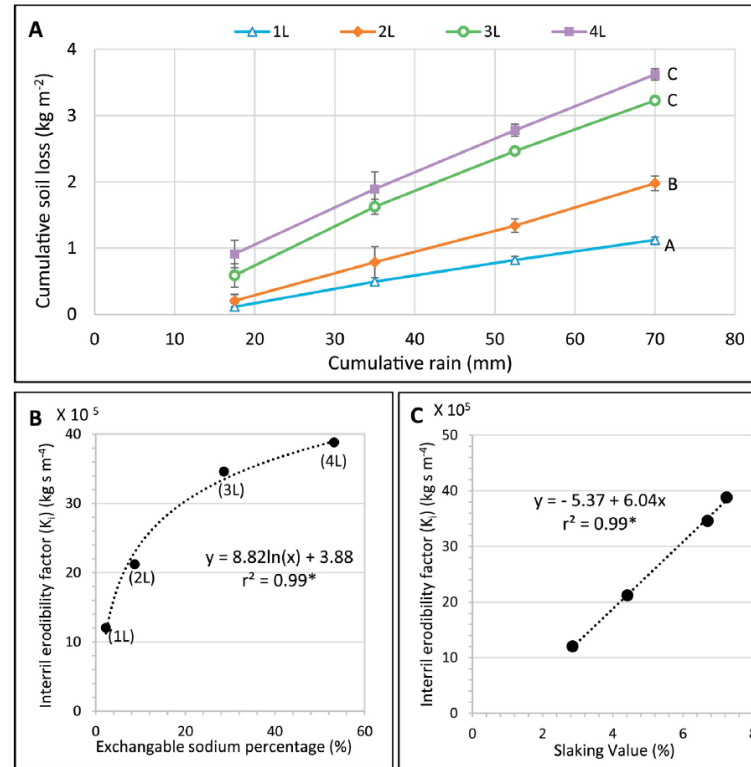 A
1L 2L 3L 4L
Cumulative soil loss (kg m⁻²)
4
3
2
1
0
C
C
B
A
0 10 20 30 40 50 60 70 80
Cumulative rain (mm)
B
X 10 ⁵
Interril erodibility factor (Kᵢ) (kg s m⁻⁴)
40
30
20
10
0
(4L)
(3L)
(2L)
(1L)
y = 8.82ln(x) + 3.88
r² = 0.99*
0 20 40 60
Exchangable sodium percentage (%)
C
X 10⁵
Interril erodibility factor (Kᵢ) (kg s m⁻⁴)
50
40
30
20
10
0
y = - 5.37 + 6.04x
r² = 0.99*
0 2 4 6 8
Slaking Value (%)